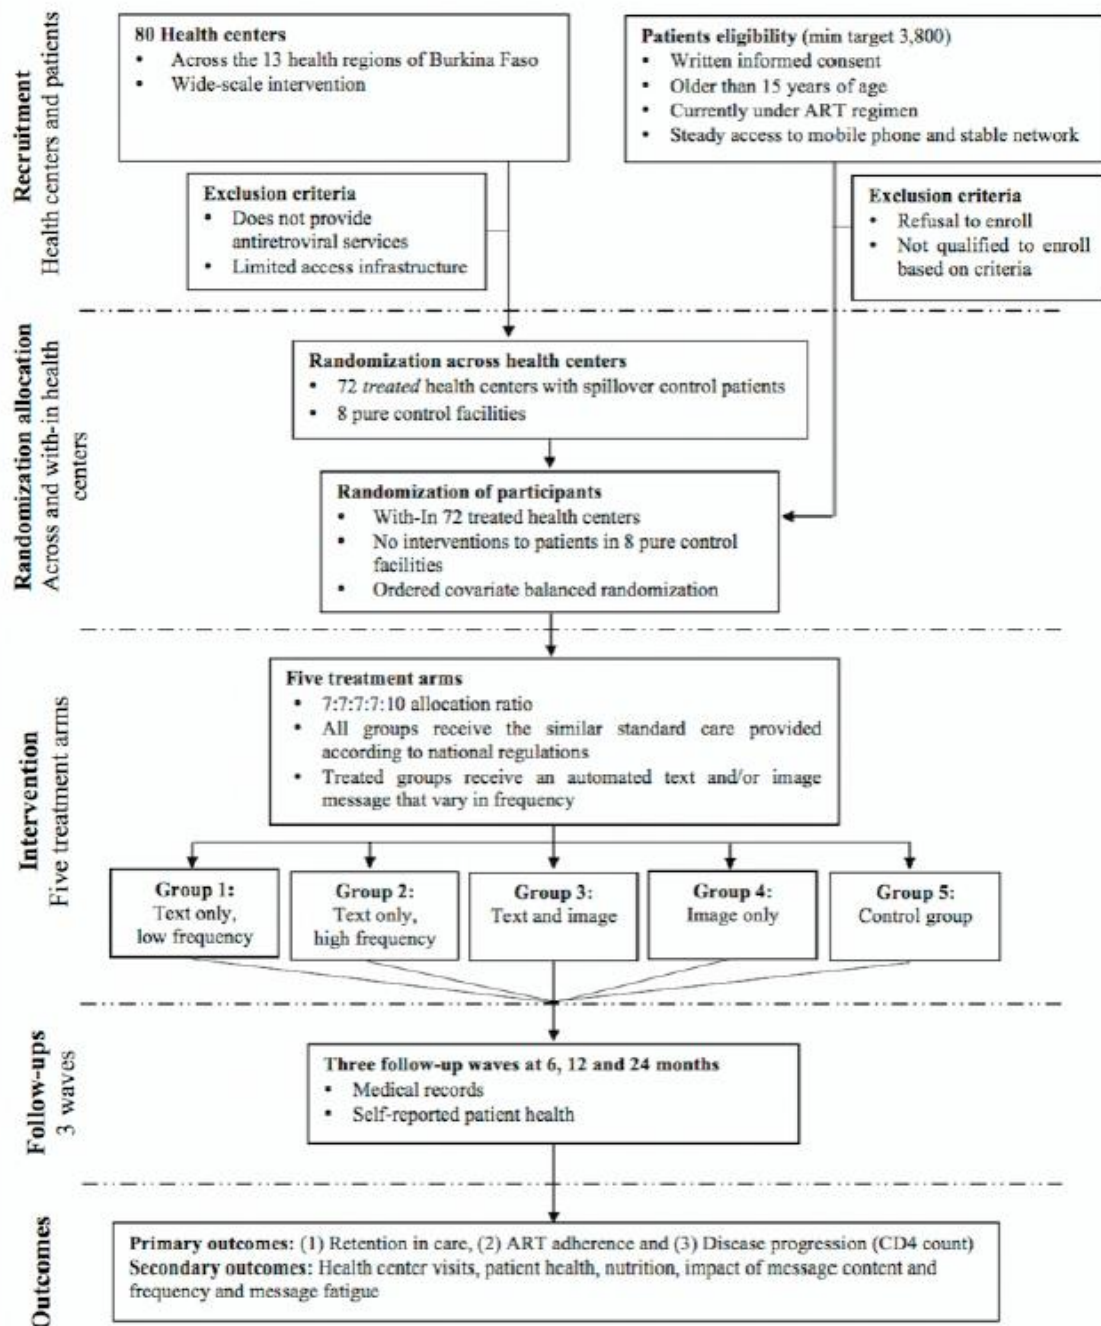 Recruitment
Health centers and patients
80 Health centers
▪ Across the 13 health regions of Burkina Faso
▪ Wide-scale intervention
Patients eligibility (min target 3,800)
▪ Written informed consent
▪ Older than 15 years of age
▪ Currently under ART regimen
▪ Steady access to mobile phone and stable network
Exclusion criteria
▪ Does not provide
antiretroviral services
▪ Limited access infrastructure
Exclusion criteria
▪ Refusal to enroll
▪ Not qualified to enroll
based on criteria
Randomization allocation
Across and with-in health
centers
Randomization across health centers
▪ 72 treated health centers with spillover control patients
▪ 8 pure control facilities
Randomization of participants
▪ With-In 72 treated health centers
▪ No interventions to patients in 8 pure control
facilities
▪ Ordered covariate balanced randomization
Intervention
Five treatment arms
Five treatment arms
▪ 7:7:7:7:10 allocation ratio
▪ All groups receive the similar standard care provided
according to national regulations
▪ Treated groups receive an automated text and/or image
message that vary in frequency
Group 1:
Text only,
low frequency
Group 2:
Text only,
high frequency
Group 3:
Text and image
Group 4:
Image only
Group 5:
Control group
Follow-ups
3 waves
Three follow-up waves at 6, 12 and 24 months
▪ Medical records
▪ Self-reported patient health
Outcomes
Primary outcomes: (1) Retention in care, (2) ART adherence and (3) Disease progression (CD4 count)
Secondary outcomes: Health center visits, patient health, nutrition, impact of message content and
frequency and message fatigue